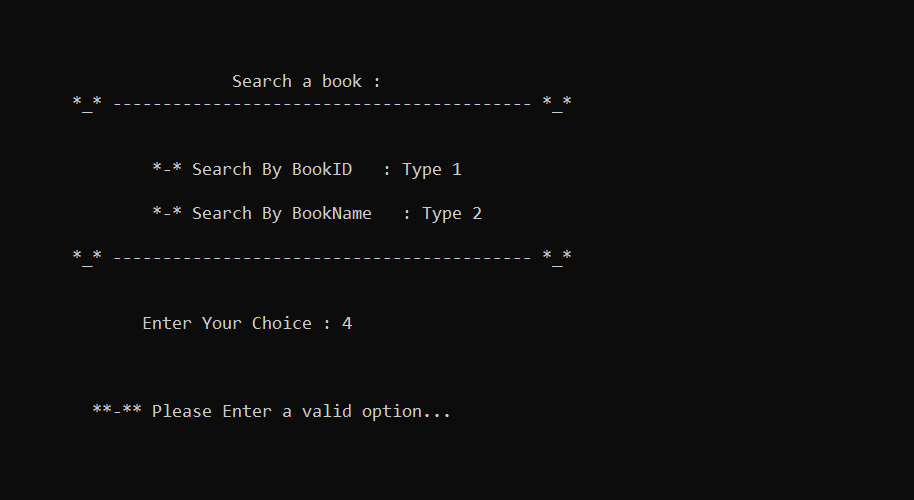 Search a book :
*_* ------------------------------------------ *_*
*-* Search By BookID   : Type 1
*-* Search By BookName   : Type 2
*_* ------------------------------------------ *_*
Enter Your Choice : 4
**-** Please Enter a valid option...